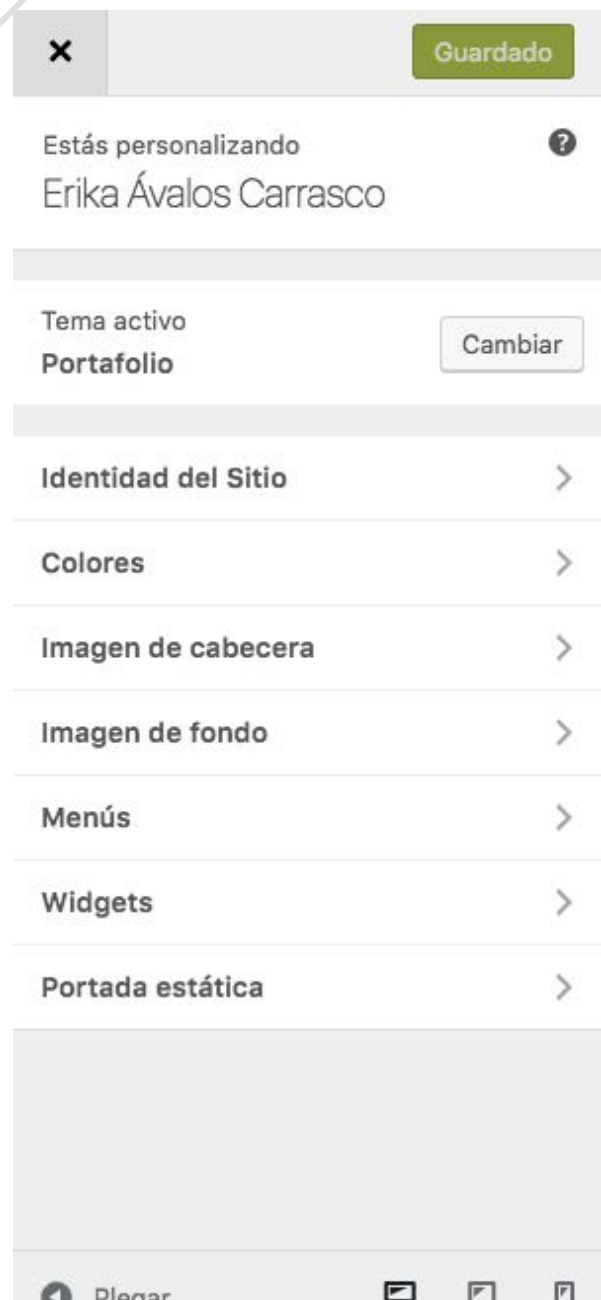 Guardado
Estás personalizando
Erika Ávalos Carrasco
Tema activo
Portafolio
Cambiar
Identidad del Sitio
Colores
Imagen de cabecera
Imagen de fondo
Menús
Widgets
Portada estática
Plegar